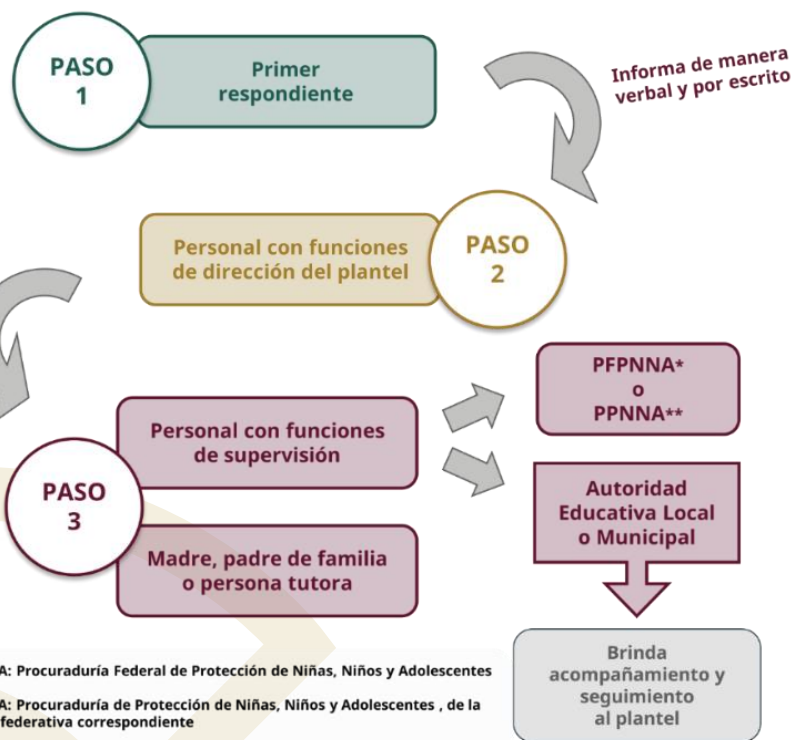 PASO
1
Primer
respondiente
Informa de manera
verbal y por escrito
Personal con funciones
de dirección del plantel
PASO
2
PASO
3
Personal con funciones
de supervisión
Madre, padre de familia
o persona tutora
PFPNNA*
o
PPNNA**
Autoridad
Educativa Local
o Municipal
Brinda
acompañamiento y
seguimiento
al plantel
A: Procuraduría Federal de Protección de Niñas, Niños y Adolescentes
A: Procuraduría de Protección de Niñas, Niños y Adolescentes , de la
federativa correspondiente